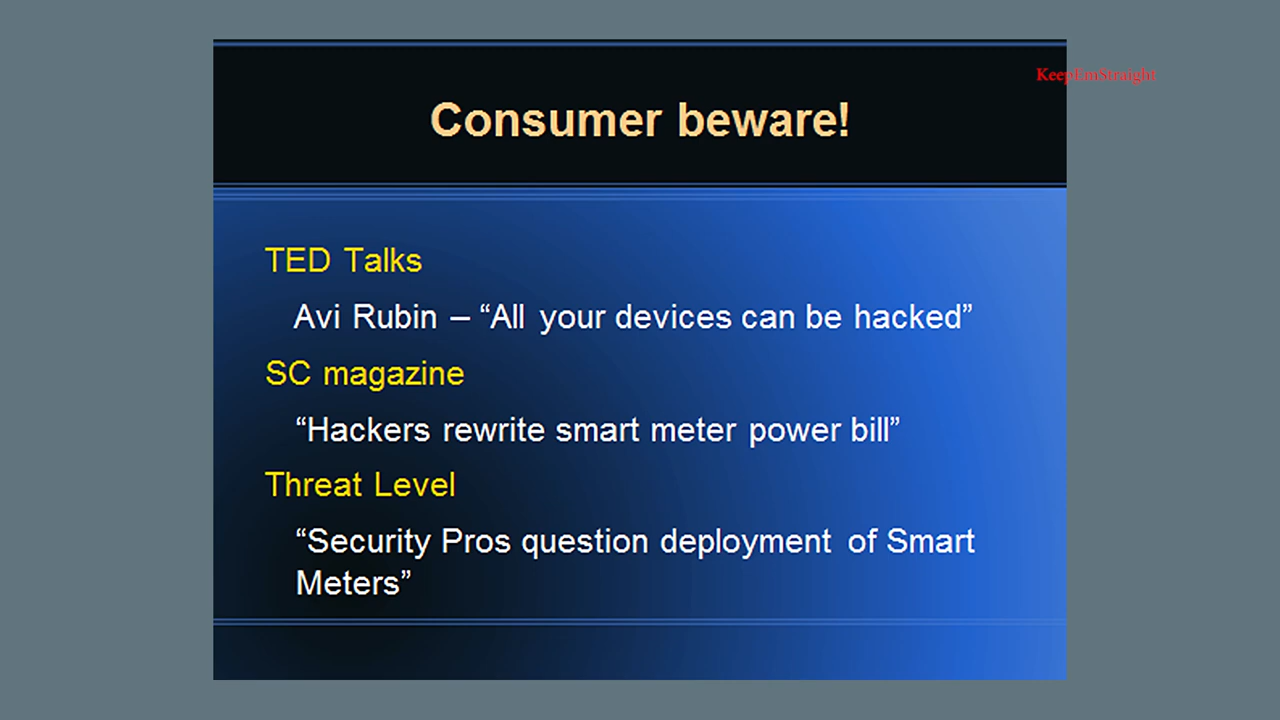 KeepEmStraight
Consumer beware!
TED Talks
Avi Rubin – “All your devices can be hacked”
SC magazine
“Hackers rewrite smart meter power bill”
Threat Level
“Security Pros question deployment of Smart
Meters”